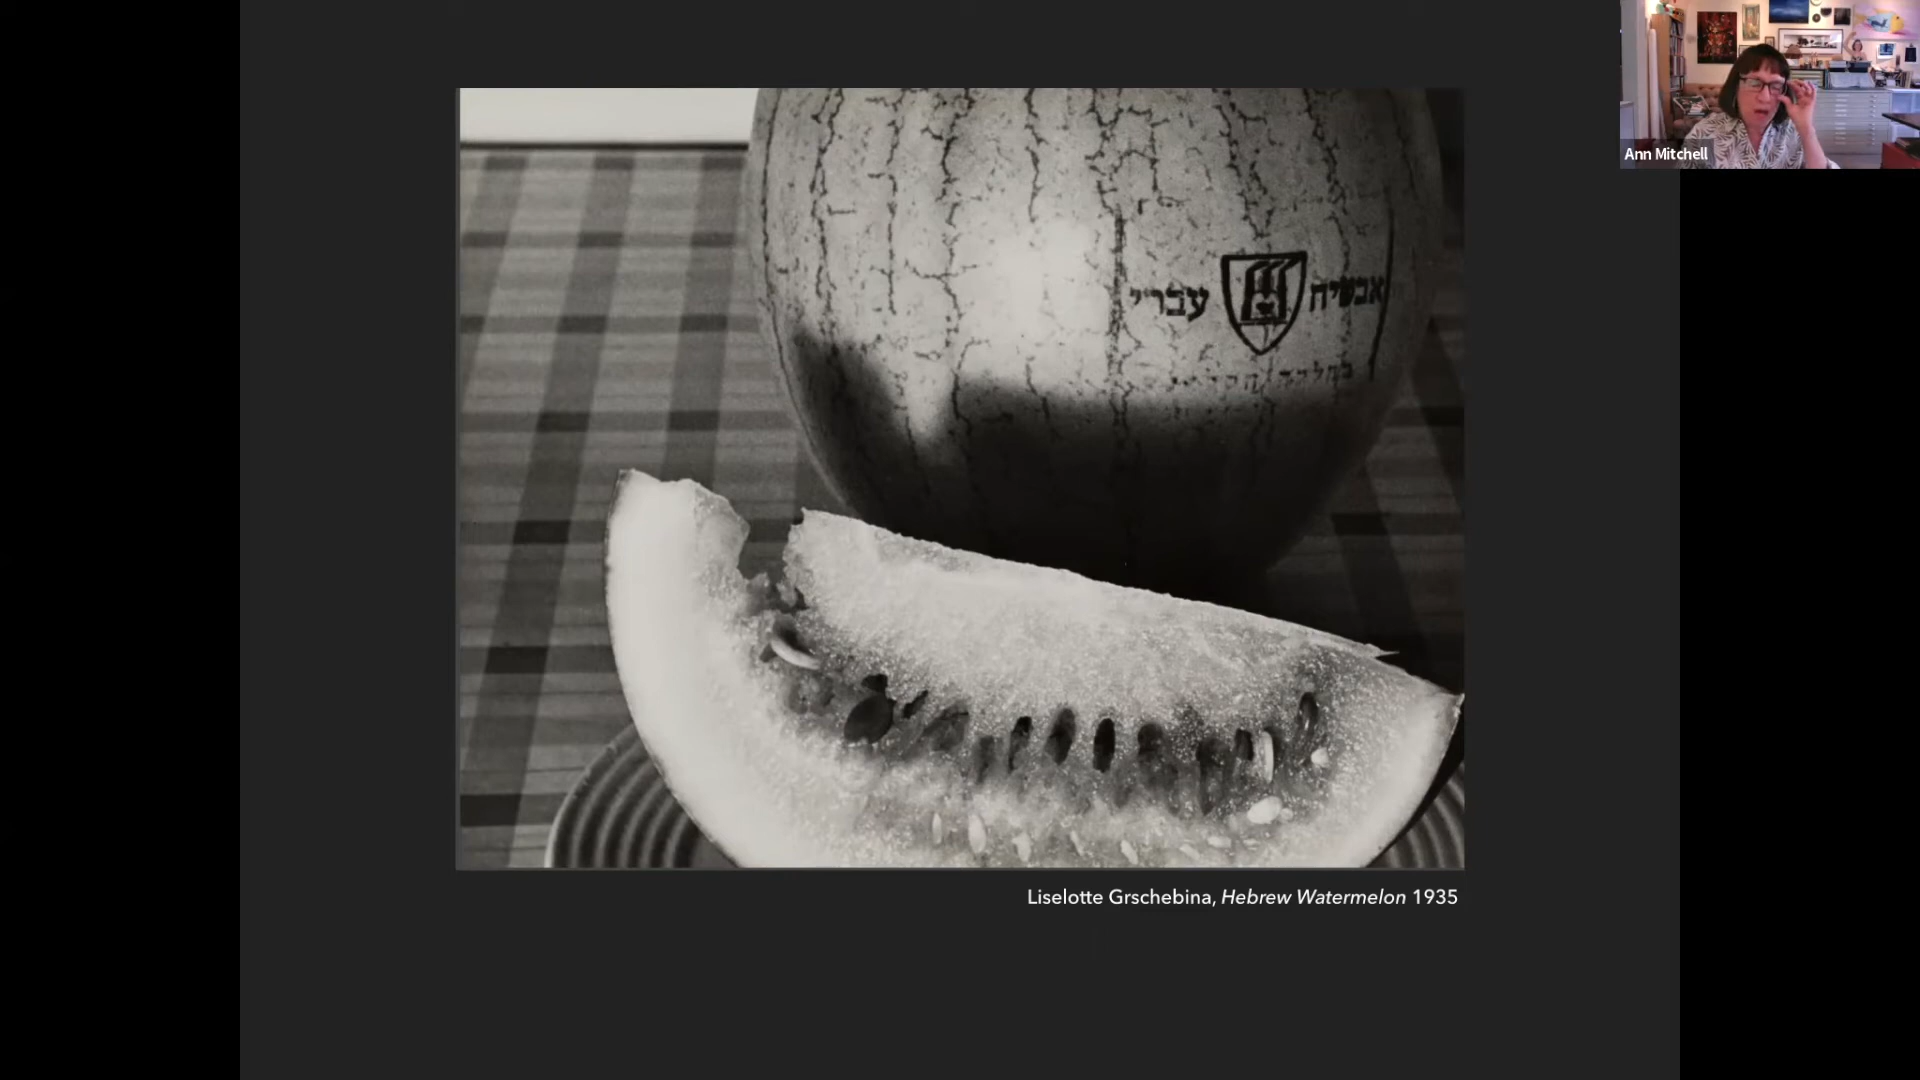 Ann Mitchell
אבטיח עברי
Liselotte Grschebina, Hebrew Watermelon 1935